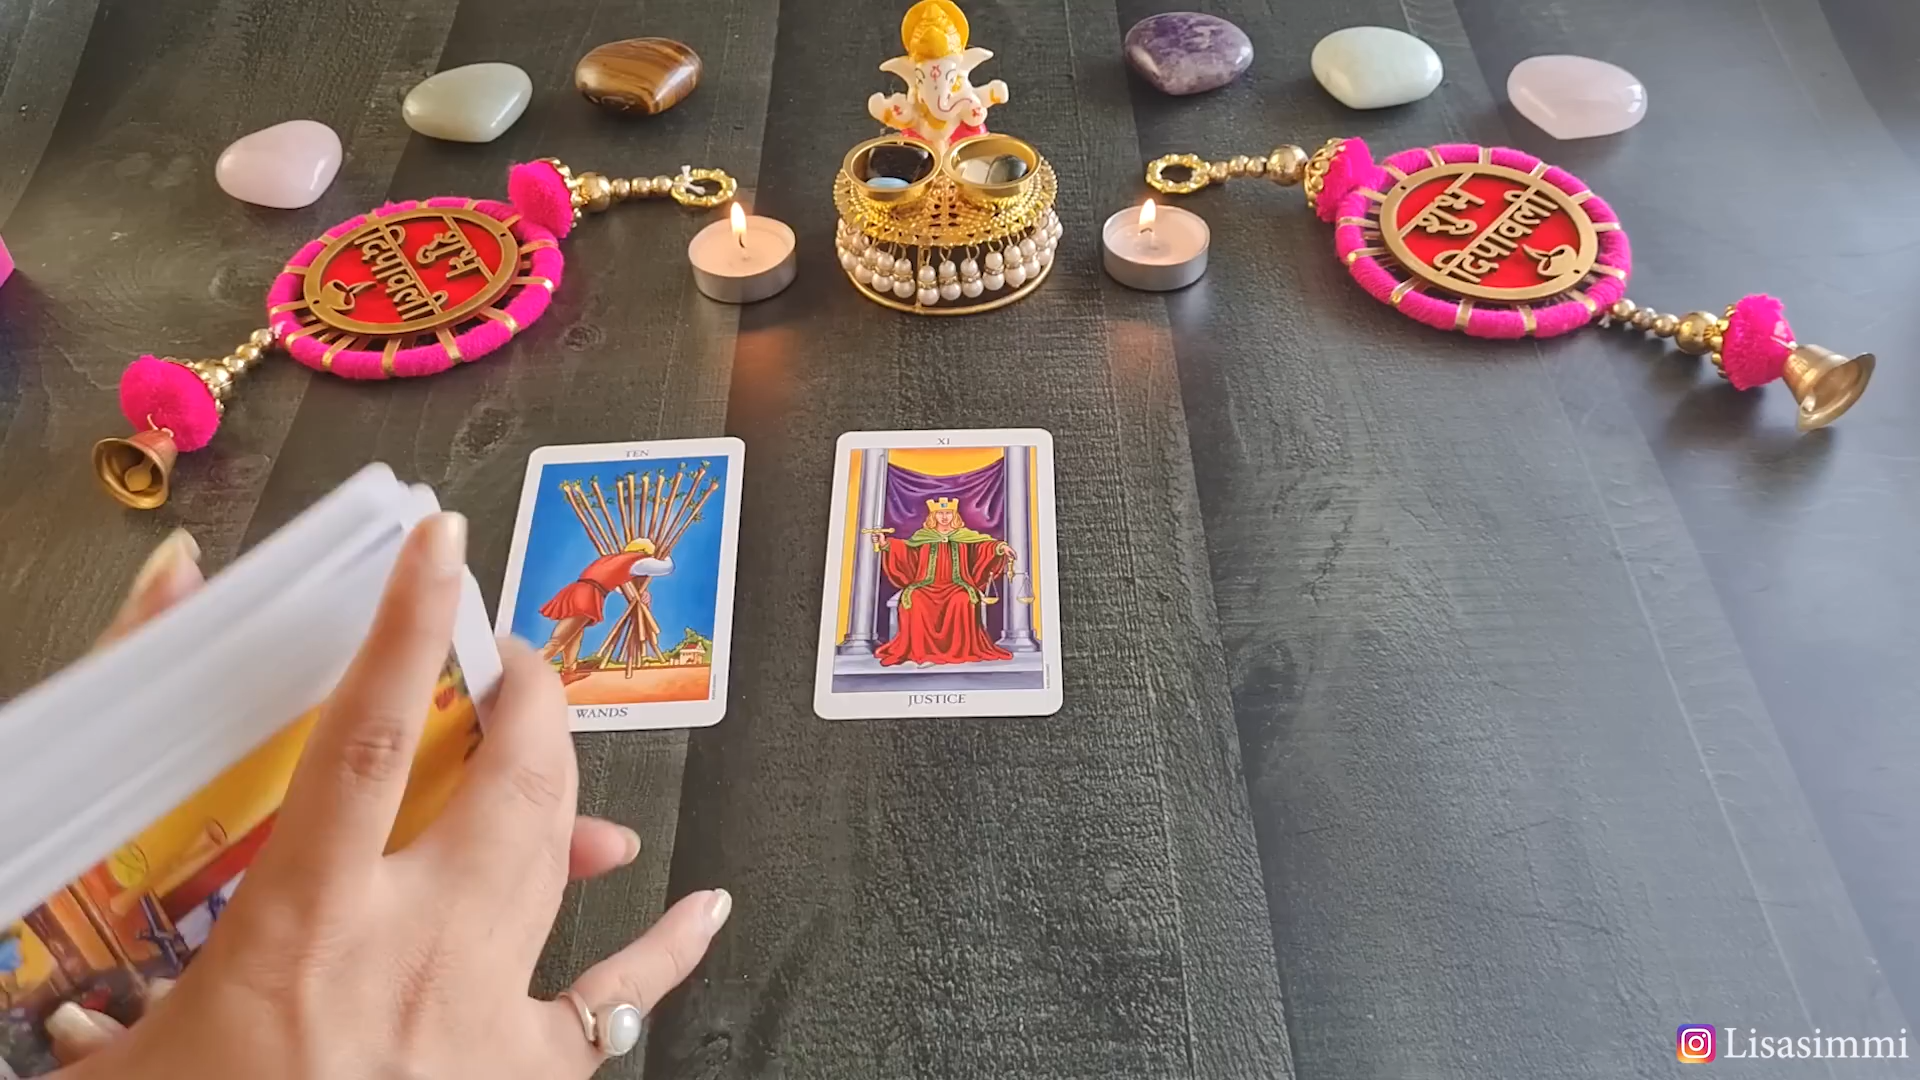 शुभ
दिपावली
शुभ
दिपावली
TEN
WANDS
XI
JUSTICE
Lisasimmi